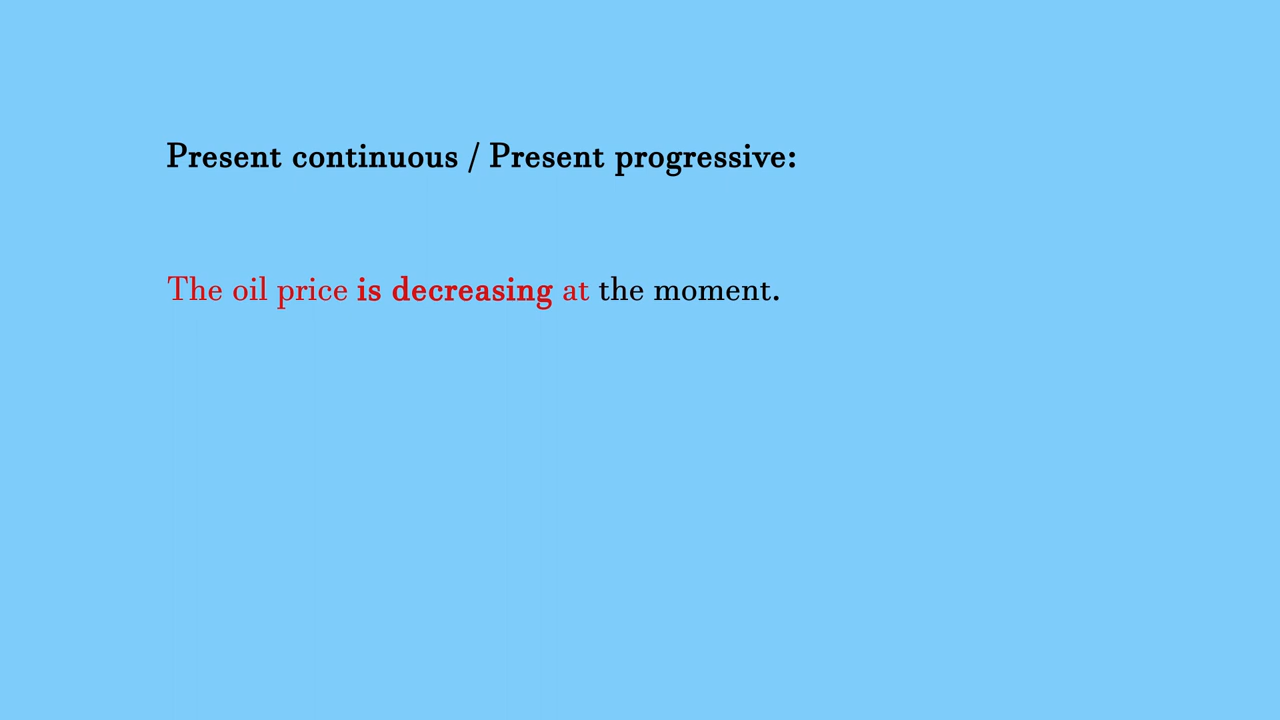 Present continuous / Present progressive:
The oil price is decreasing at the moment.